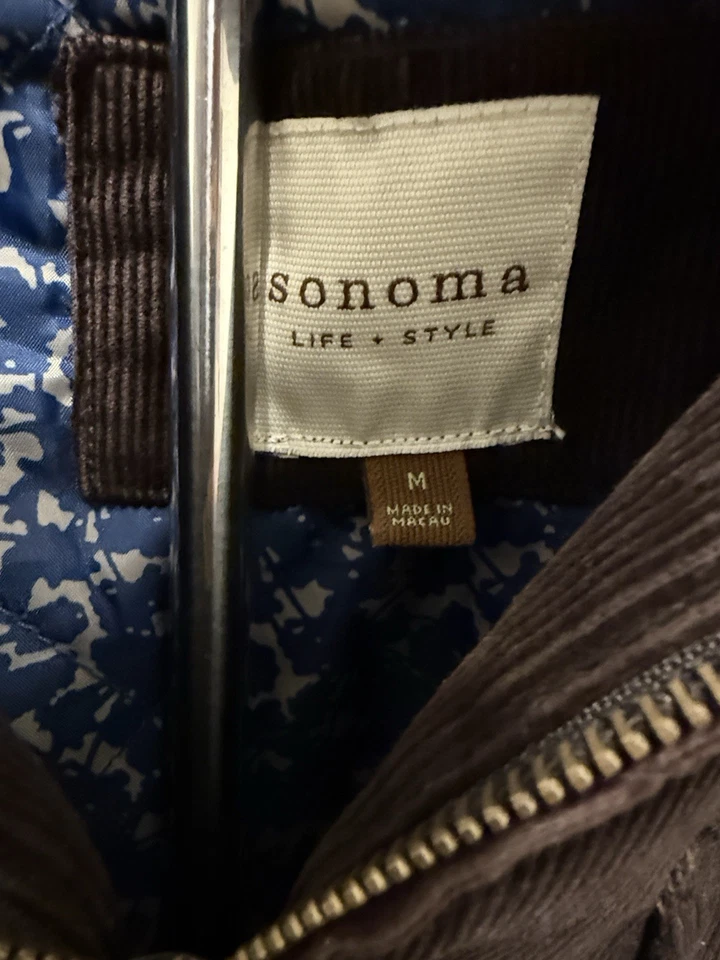 sonoma
LIFE + STYLE
M
MADE IN
MACAU